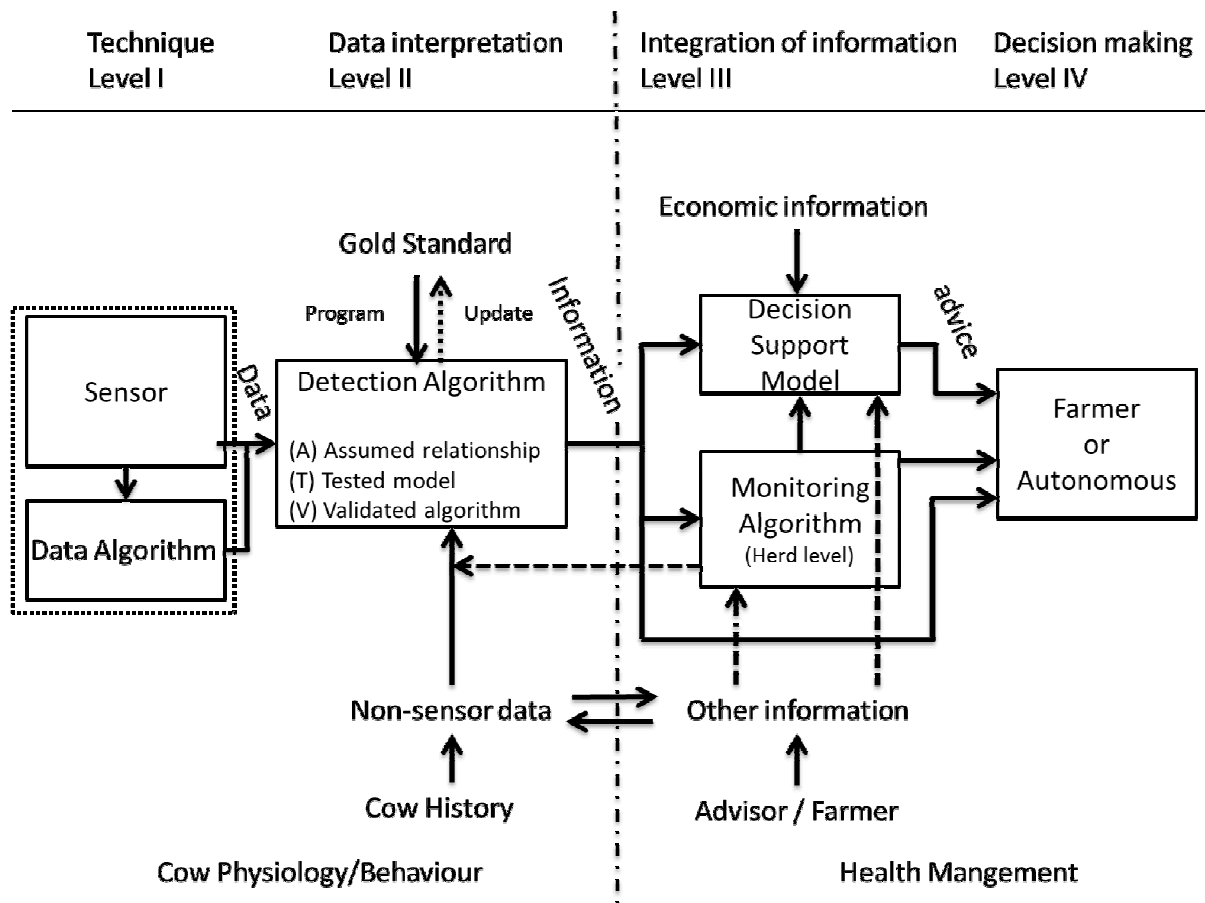 Technique
Level I
Data interpretation
Level II
Integration of information
Level III
Decision making
Level IV
Economic information
Gold Standard
Program
Update
Information
Decision
Support
Model
advice
Sensor
Data
Detection Algorithm
(A) Assumed relationship
(T) Tested model
(V) Validated algorithm
Farmer
or
Autonomous
Monitoring
Algorithm
(Herd level)
Data Algorithm
Non-sensor data
Other information
Cow History
Advisor / Farmer
Cow Physiology/Behaviour
Health Mangement